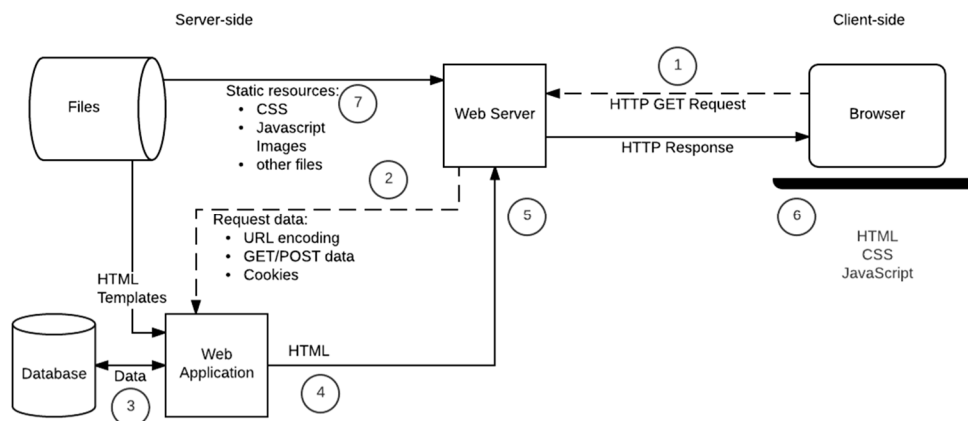 Server-side
Client-side
1
Files
Static resources:
• CSS
• Javascript
Images
• other files
7
Web Server
HTTP GET Request
HTTP Response
Browser
2
Request data:
• URL encoding
• GET/POST data
• Cookies
5
6
HTML
CSS
JavaScript
HTML
Templates
Database
Data
3
Web
Application
HTML
4